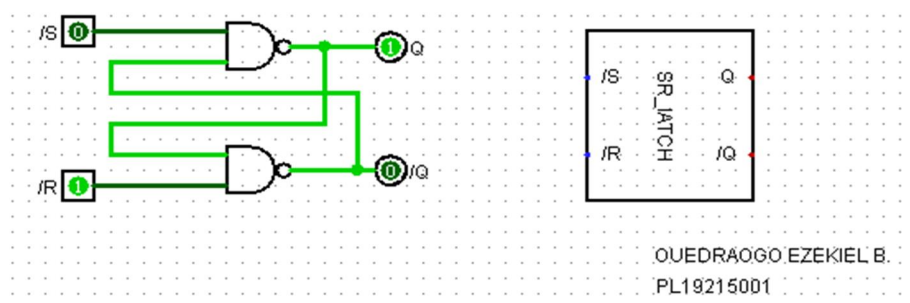 /S 0
1 Q
/R 1
0 /Q
/S Q
SR_lATCH
/R /Q
OUEDRAOGO EZEKIEL B.
PL19215001